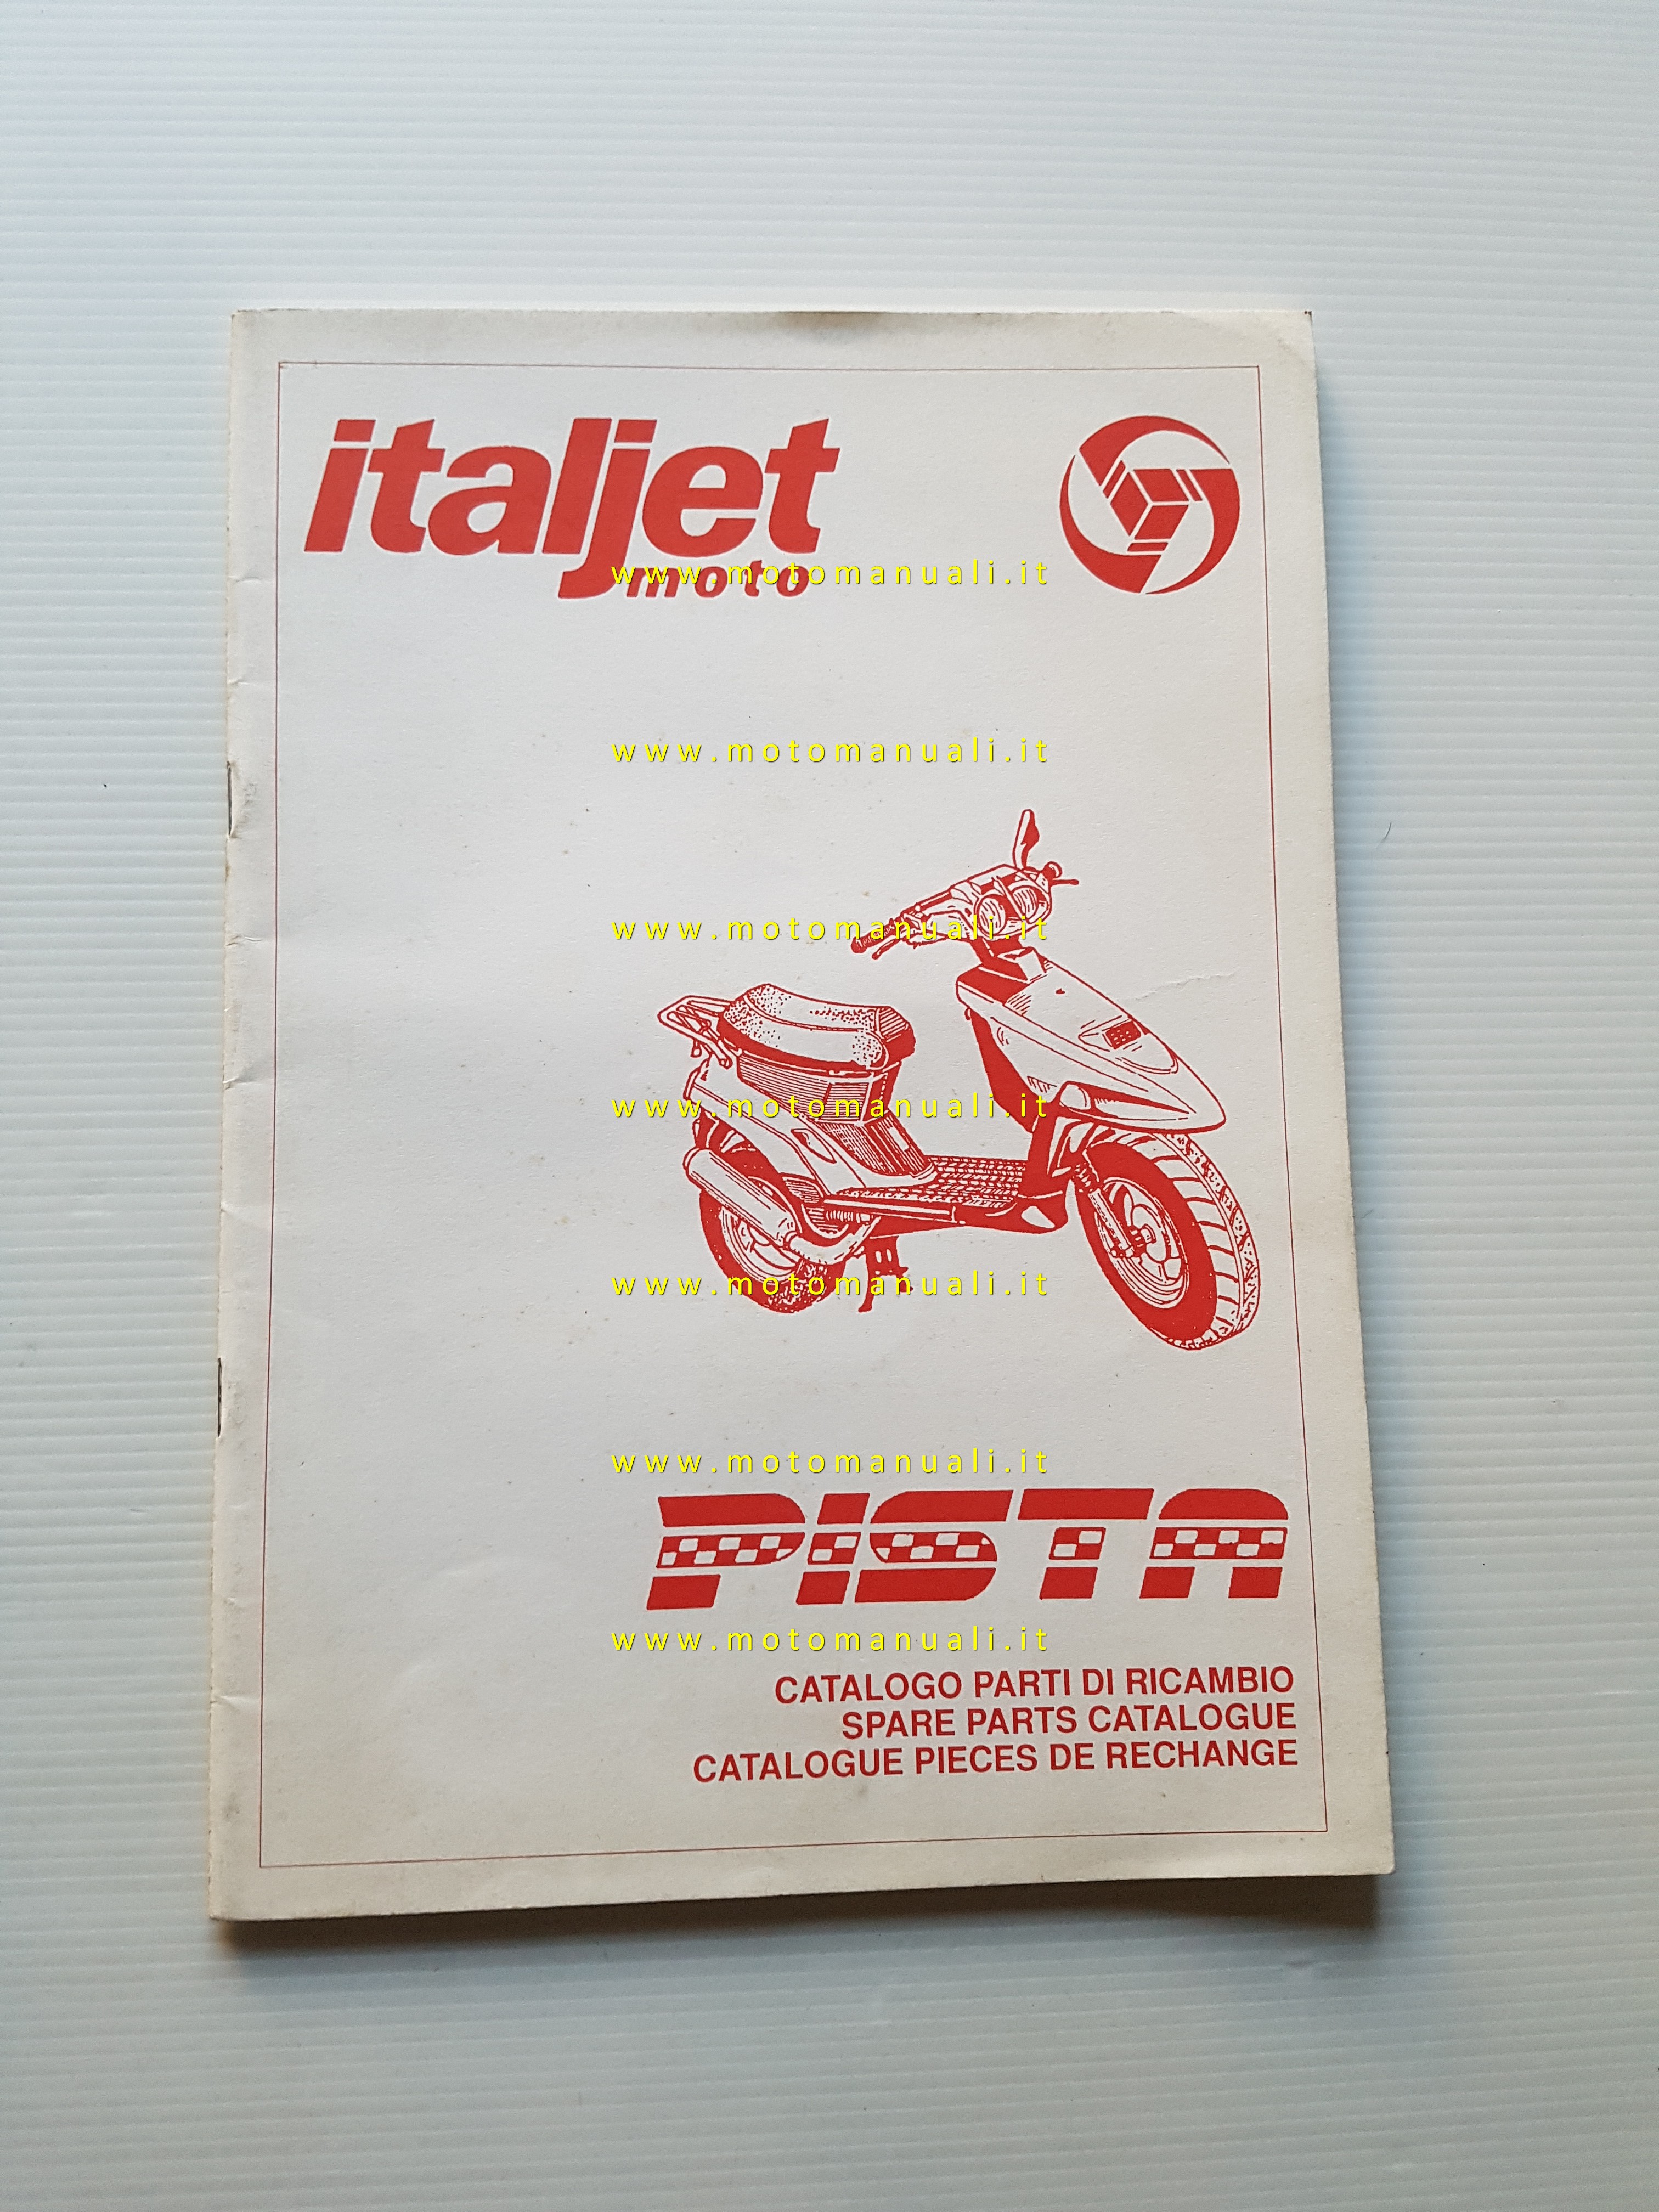 italjet
moto
www.motomanuali.it
www.motomanuali.it
www.motomanuali.it
www.motomanuali.it
www.motomanuali.it
www.motomanuali.it
PISTA
www.motomanuali.it
CATALOGO PARTI DI RICAMBIO
SPARE PARTS CATALOGUE
CATALOGUE PIECES DE RECHANGE